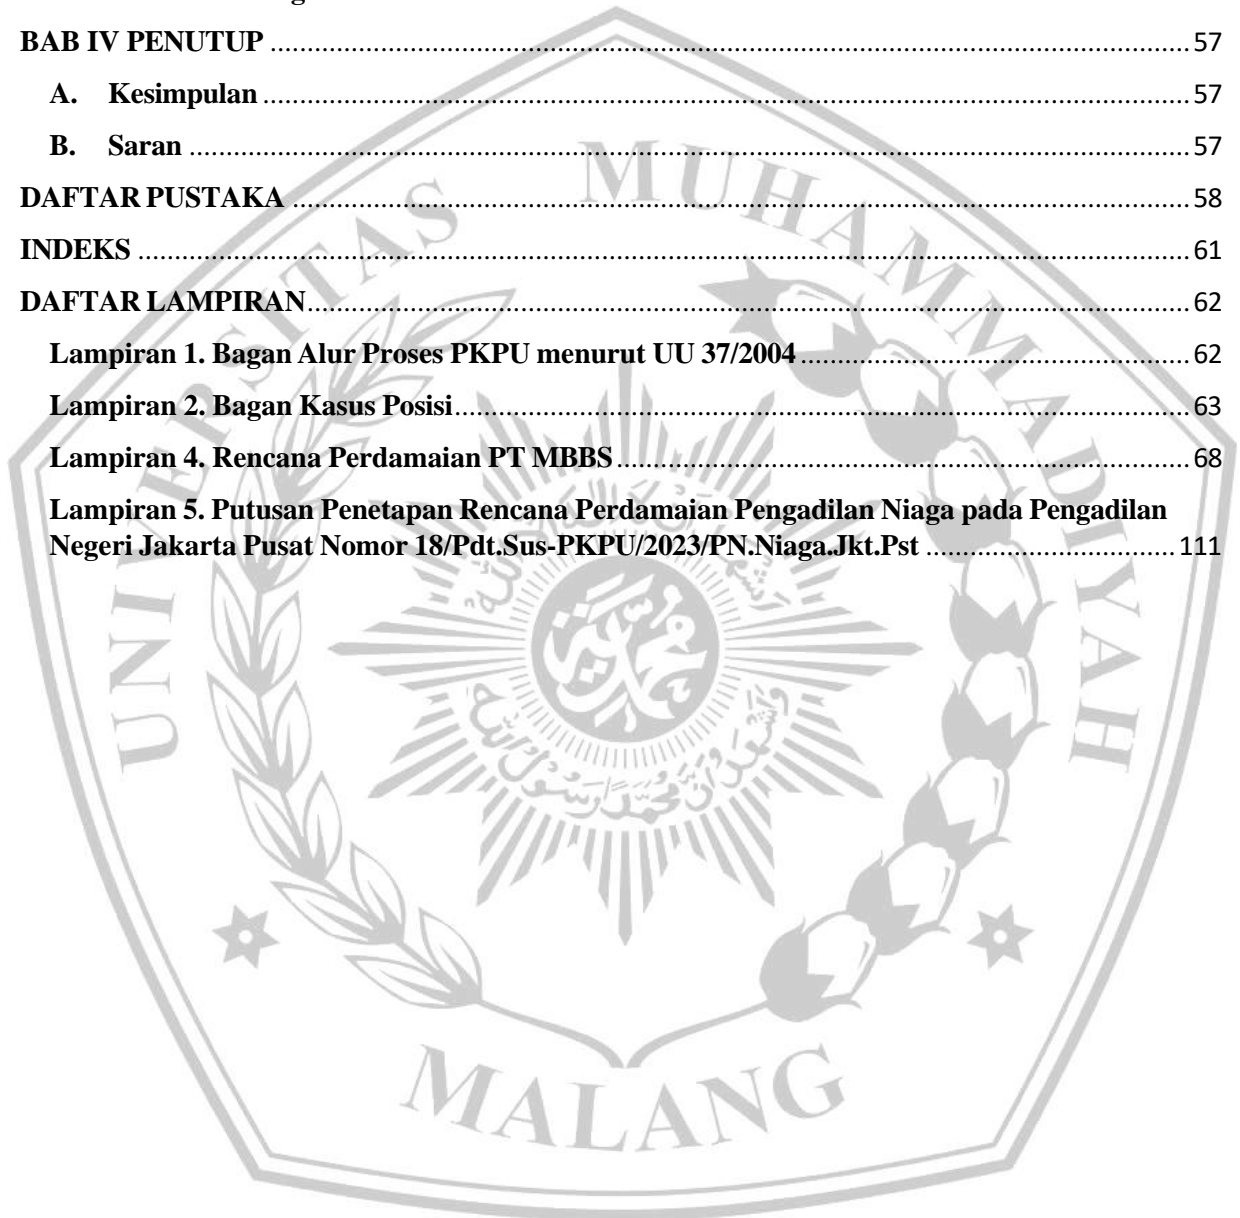 BAB IV PENUTUP ........................ 57
A. Kesimpulan ........................ 57
B. Saran ........................ 57
DAFTAR PUSTAKA ........................ 58
INDEKS ........................ 61
DAFTAR LAMPIRAN ........................ 62
Lampiran 1. Bagan Alur Proses PKPU menurut UU 37/2004 ........................ 62
Lampiran 2. Bagan Kasus Posisi ........................ 63
Lampiran 4. Rencana Perdamaian PT MBBS ........................ 68
Lampiran 5. Putusan Penetapan Rencana Perdamaian Pengadilan Niaga pada Pengadilan
Negeri Jakarta Pusat Nomor 18/Pdt.Sus-PKPU/2023/PN.Niaga.Jkt.Pst ........................ 111
UNIVERSITAS MUHAMMADIYAH
MALANG